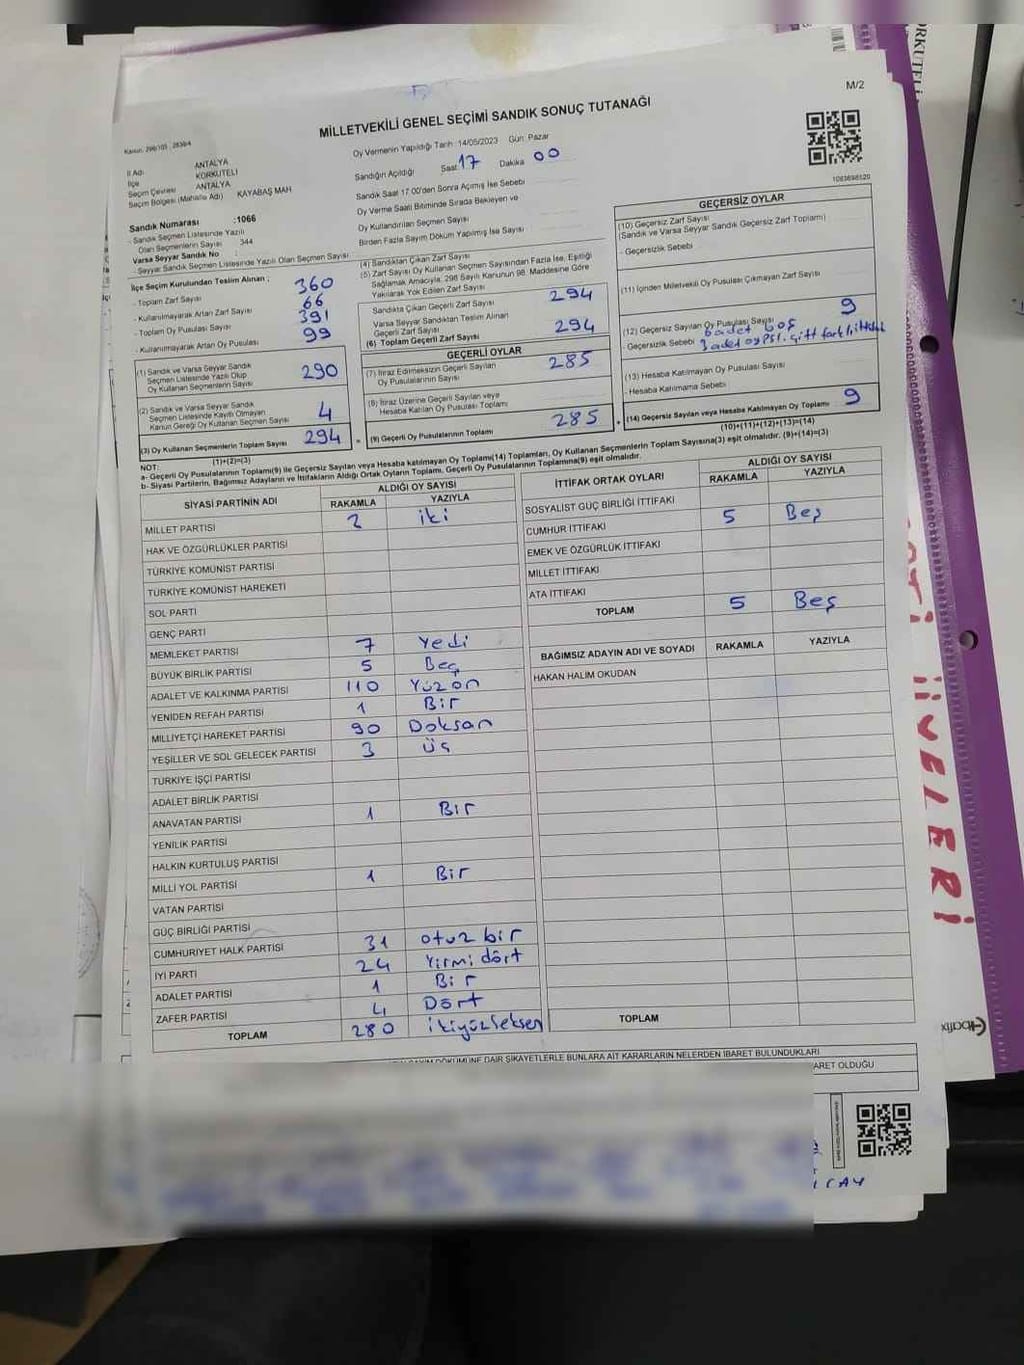 M/2
MİLLETVEKİLİ GENEL SEÇİMİ SANDIK SONUÇ TUTANAĞI
İl Adı ANTALYA
İlçe KORKUTELİ
Seçim Çevresi ANTALYA
Seçim Bölgesi (Mahalle Adı) KAYABAŞ MAH
Sandık Numarası :1066
- Sandık Seçmen Listesinde Yazılı
Olan Seçmenlerin Sayısı : 344
Varsa Seyyar Sandık No
- Seyyar Sandık Seçmen Listesinde Yazılı Olan Seçmen Sayısı
Oy Vermenin Yapıldığı Tarih :14/05/2023 Gün: Pazar
Sandığın Açıldığı Saat 17 Dakika 00
Sandık Saat 17.00'den Sonra Açılmış İse Sebebi
Oy Verme Saati Bitiminde Sırada Bekleyen ve
Oy Kullandırılan Seçmen Sayısı
Birden Fazla Sayım Döküm Yapılmış İse Sayısı
1083698120
İlçe Seçim Kurulundan Teslim Alınan ;
- Toplam Zarf Sayısı 360
- Kullanılmayarak Artan Zarf Sayısı 66
- Toplam Oy Pusulası Sayısı 391
- Kullanılmayarak Artan Oy Pusulası 99
(1) Sandık ve Varsa Seyyar Sandık
Seçmen Listesinde Yazılı Olup
Oy Kullanan Seçmenlerin Sayısı 290
(2) Sandık ve Varsa Seyyar Sandık
Seçmen Listesinde Kayıtlı Olmayan
Kanun Gereği Oy Kullanan Seçmen Sayısı 4
(3) Oy Kullanan Seçmenlerin Toplam Sayısı 294
(1)+(2)=(3)
(4) Sandıktan Çıkan Zarf Sayısı
(5) Zarf Sayısı Oy Kullanan Seçmen Sayısından Fazla İse, Eşitliği
Sağlamak Amacıyla, 298 Sayılı Kanunun 98. Maddesine Göre
Yakılarak Yok Edilen Zarf Sayısı
Sandıkta Çıkan Geçerli Zarf Sayısı 294
Varsa Seyyar Sandıktan Teslim Alınan
Geçerli Zarf Sayısı
(6) Toplam Geçerli Zarf Sayısı 294
GEÇERLİ OYLAR
(7) İtiraz Edilmeksizin Geçerli Sayılan
Oy Pusulalarının Sayısı 285
(8) İtiraz Üzerine Geçerli Sayılan veya
Hesaba Katılan Oy Pusulası Toplamı
(9) Geçerli Oy Pusulalarının Toplamı 285
GEÇERSİZ OYLAR
(10) Geçersiz Zarf Sayısı
(Sandık ve Varsa Seyyar Sandık Geçersiz Zarf Toplamı)
- Geçersizlik Sebebi
(11) İçinden Milletvekili Oy Pusulası Çıkmayan Zarf Sayısı
(12) Geçersiz Sayılan Oy Pusulası Sayısı 9
- Geçersizlik Sebebi 6 adet boş
3 adet oy psl. çift
(13) Hesaba Katılmayan Oy Pusulası Sayısı
- Hesaba Katılmama Sebebi
(14) Geçersiz Sayılan veya Hesaba Katılmayan Oy Toplamı 9
(10)+(11)+(12)+(13)=(14)
NOT:
a- Geçerli Oy Pusulalarının Toplamı(9) ile Geçersiz Sayılan veya Hesaba Katılmayan Oy Toplamı(14) Toplamları, Oy Kullanan Seçmenlerin Toplam Sayısına(3) eşit olmalıdır. (9)+(14)=(3)
b- Siyasi Partilerin, Bağımsız Adayların ve İttifakların Aldığı Ortak Oyların Toplamı, Geçerli Oy Pusulalarının Toplamına(9) eşit olmalıdır.
SİYASİ PARTİNİN ADI ALDIĞI OY SAYISI
RAKAMLA YAZIYLA
MİLLET PARTİSİ 2 iki
HAK VE ÖZGÜRLÜKLER PARTİSİ
TÜRKİYE KOMÜNİST PARTİSİ
TÜRKİYE KOMÜNİST HAREKETİ
SOL PARTİ
GENÇ PARTİ
MEMLEKET PARTİSİ 7 Yedi
BÜYÜK BİRLİK PARTİSİ 5 Beş
ADALET VE KALKINMA PARTİSİ 110 Yüz on
YENİDEN REFAH PARTİSİ 1 Bir
MİLLİYETÇİ HAREKET PARTİSİ 90 Doksan
YEŞİLLER VE SOL GELECEK PARTİSİ 3 üç
TÜRKİYE İŞÇİ PARTİSİ
ADALET BİRLİK PARTİSİ
ANAVATAN PARTİSİ 1 Bir
YENİLİK PARTİSİ
HALKIN KURTULUŞ PARTİSİ
MİLLİ YOL PARTİSİ 1 Bir
VATAN PARTİSİ
GÜÇ BİRLİĞİ PARTİSİ
CUMHURİYET HALK PARTİSİ 31 otuz bir
İYİ PARTİ 24 Yirmi dört
ADALET PARTİSİ 1 Bir
ZAFER PARTİSİ 4 Dört
TOPLAM 280 ikiyüzseksen
İTTİFAK ORTAK OYLARI ALDIĞI OY SAYISI
RAKAMLA YAZIYLA
SOSYALİST GÜÇ BİRLİĞİ İTTİFAKI
CUMHUR İTTİFAKI 5 Beş
EMEK VE ÖZGÜRLÜK İTTİFAKI
MİLLET İTTİFAKI
ATA İTTİFAKI
TOPLAM 5 Beş
BAĞIMSIZ ADAYIN ADI VE SOYADI RAKAMLA YAZIYLA
HAKAN HALİM OKUDAN
TOPLAM
DÖKÜMÜNE DAİR ŞİKAYETLERLE BUNLARA AİT KARARLARIN NELERDEN İBARET BULUNDUKLARI
ARET OLDUĞU